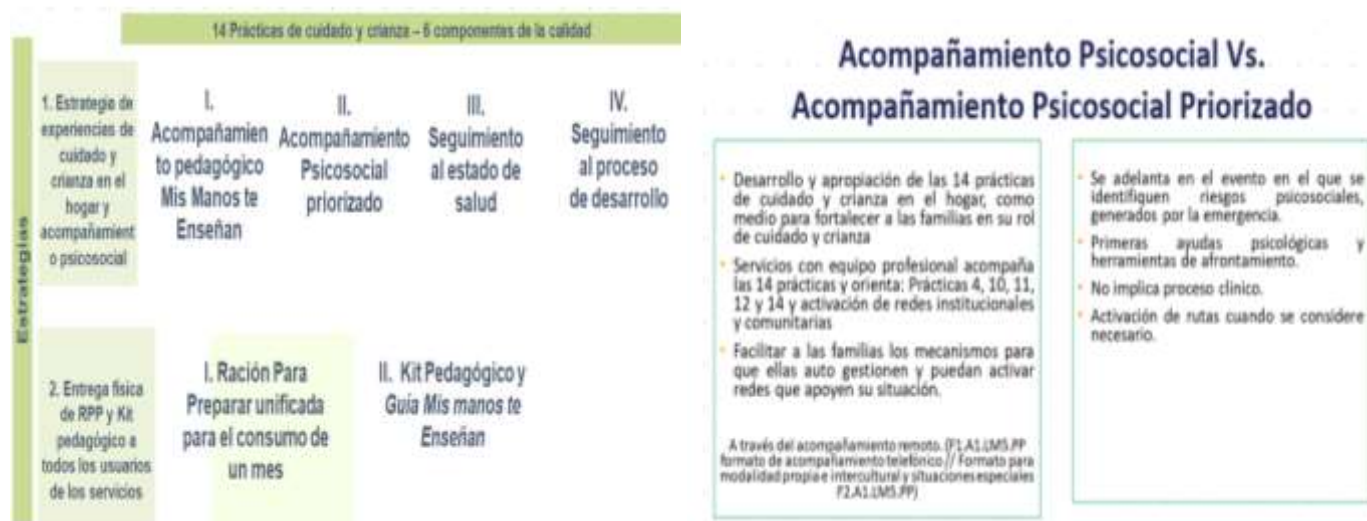 14 Prácticas de cuidado y crianza – 6 componentes de la calidad
Estrategias
1. Estrategia de
experiencias de
cuidado y
crianza en el
hogar y
acompañamient
o psicosocial
I.
Acompañamien
to pedagógico
Mis Manos te
Enseñan
II.
Acompañamiento
Psicosocial
priorizado
III.
Seguimiento
al estado de
salud
IV.
Seguimiento
al proceso
de desarrollo
2. Entrega física
de RPP y Kit
pedagógico a
todos los usuarios
de los servicios
I. Ración Para
Preparar unificada
para el consumo de
un mes
II. Kit Pedagógico y
Guia Mis manos te
Enseñan
Acompañamiento Psicosocial Vs.
Acompañamiento Psicosocial Priorizado
• Desarrollo y apropiación de las 14 prácticas
de cuidado y crianza en el hogar, como
medio para fortalecer a las familias en su rol
de cuidado y crianza
• Servicios con equipo profesional acompaña
las 14 prácticas y orienta: Prácticas 4, 10, 11,
12 y 14 y activación de redes institucionales
y comunitarias
• Facilitar a las familias los mecanismos para
que ellas auto gestionen y puedan activar
redes que apoyen su situación.
A través del acompañamiento remoto. (F1.A1.LM5.PP
formato de acompañamiento telefónico // Formato para
modalidad propia e intercultural y situaciones especiales
F2.A1.LM5.PP)
• Se adelanta en el evento en el que se
identifiquen riesgos psicosociales,
generados por la emergencia.
• Primeras ayudas psicológicas y
herramientas de afrontamiento.
• No implica proceso clínico.
• Activación de rutas cuando se considere
necesario.